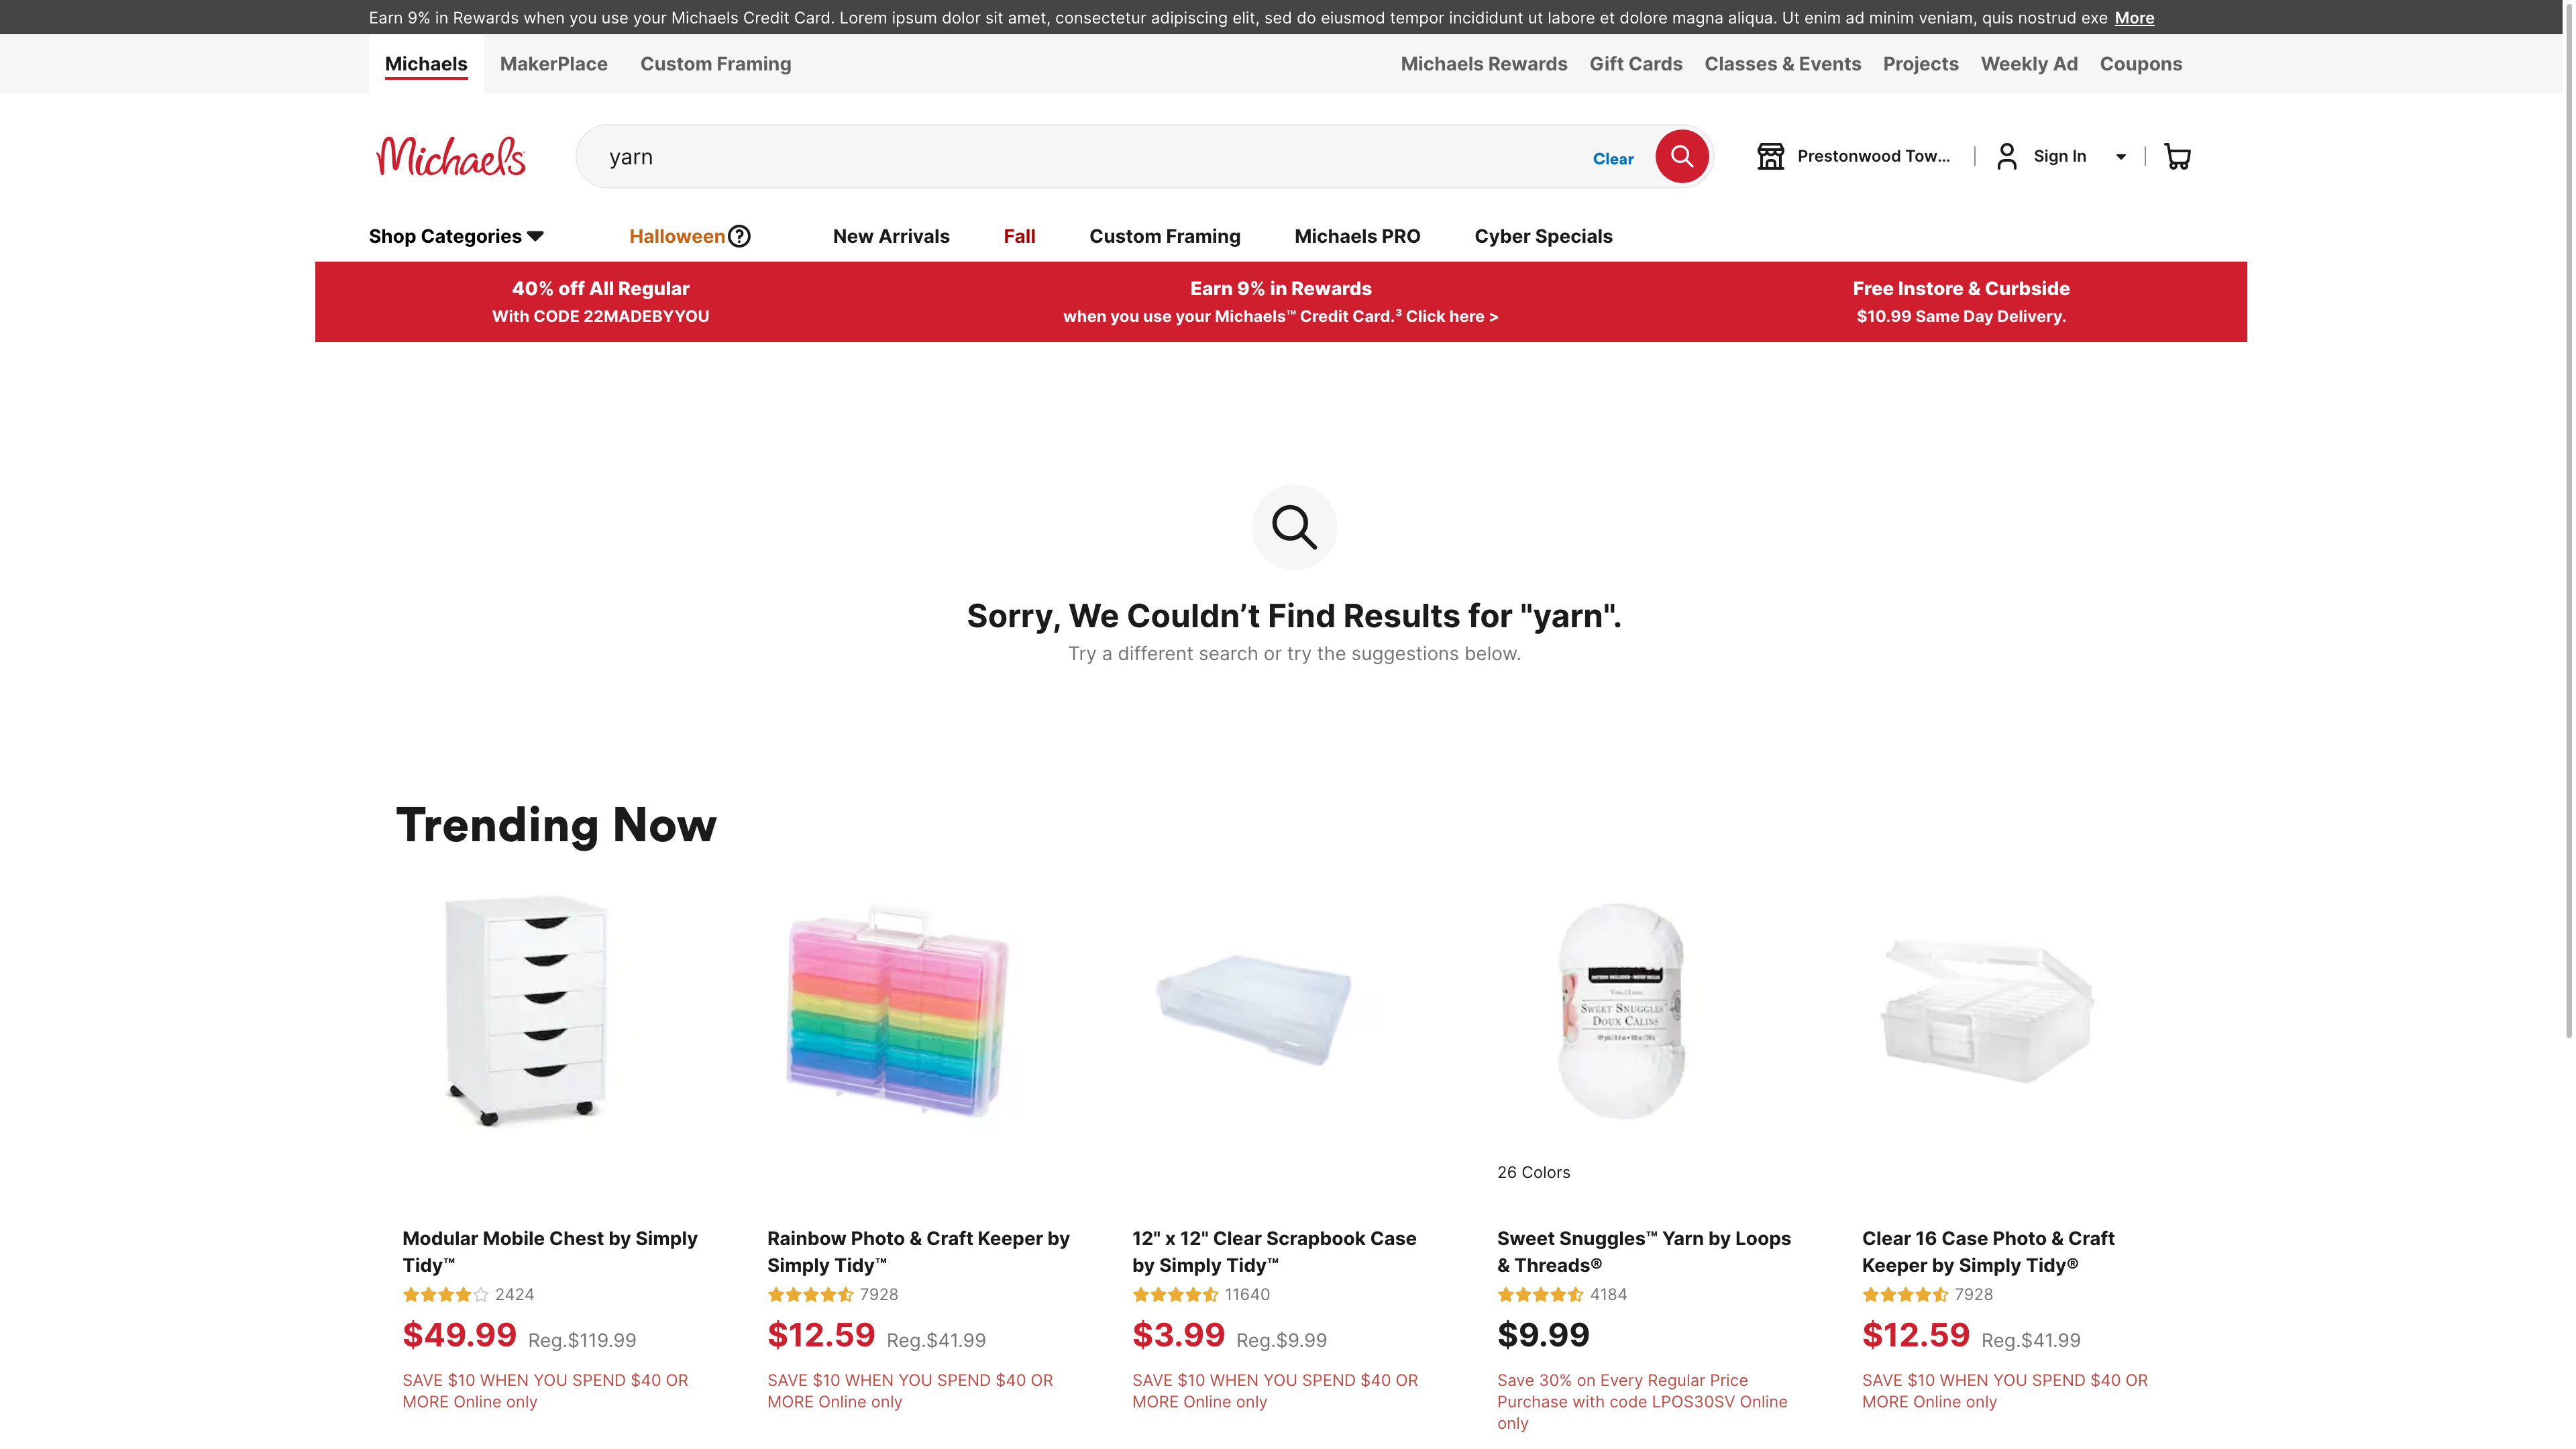 Earn 9% in Rewards when you use your Michaels Credit Card. Lorem ipsum dolor sit amet, consectetur adipiscing elit, sed do eiusmod tempor incididunt ut labore et dolore magna aliqua. Ut enim ad minim veniam, quis nostrud exe More
Michaels MakerPlace Custom Framing Michaels Rewards Gift Cards Classes & Events Projects Weekly Ad Coupons
Michaels yarn Clear Prestonwood Tow... Sign In
Shop Categories Halloween New Arrivals Fall Custom Framing Michaels PRO Cyber Specials
40% off All Regular
With CODE 22MADEBYYOU
Earn 9% in Rewards
when you use your Michaels™ Credit Card.³ Click here >
Free Instore & Curbside
$10.99 Same Day Delivery.
Sorry, We Couldn’t Find Results for "yarn".
Try a different search or try the suggestions below.
Trending Now
Modular Mobile Chest by Simply
Tidy™
2424
$49.99 Reg.$119.99
SAVE $10 WHEN YOU SPEND $40 OR
MORE Online only
Rainbow Photo & Craft Keeper by
Simply Tidy™
7928
$12.59 Reg.$41.99
SAVE $10 WHEN YOU SPEND $40 OR
MORE Online only
12" x 12" Clear Scrapbook Case
by Simply Tidy™
11640
$3.99 Reg.$9.99
SAVE $10 WHEN YOU SPEND $40 OR
MORE Online only
SWEET SNUGGLES™
DOUX CÂLINS
26 Colors
Sweet Snuggles™ Yarn by Loops
& Threads®
4184
$9.99
Save 30% on Every Regular Price
Purchase with code LPOS30SV Online
only
Clear 16 Case Photo & Craft
Keeper by Simply Tidy®
7928
$12.59 Reg.$41.99
SAVE $10 WHEN YOU SPEND $40 OR
MORE Online only